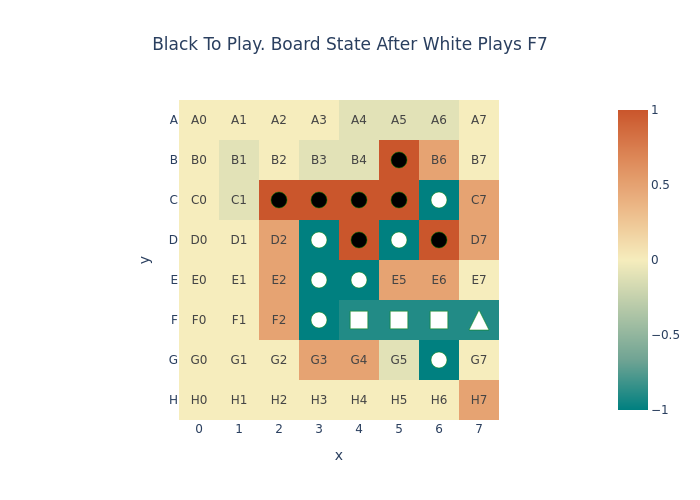 Black To Play. Board State After White Plays F7
A A0 A1 A2 A3 A4 A5 A6 A7
B B0 B1 B2 B3 B4 B6 B7
C C0 C1 C7
D D0 D1 D2 D7
E E0 E1 E2 E5 E6 E7
F F0 F1 F2
G G0 G1 G2 G3 G4 G5 G7
H H0 H1 H2 H3 H4 H5 H6 H7
0 1 2 3 4 5 6 7
x
y
1
0.5
0
−0.5
−1